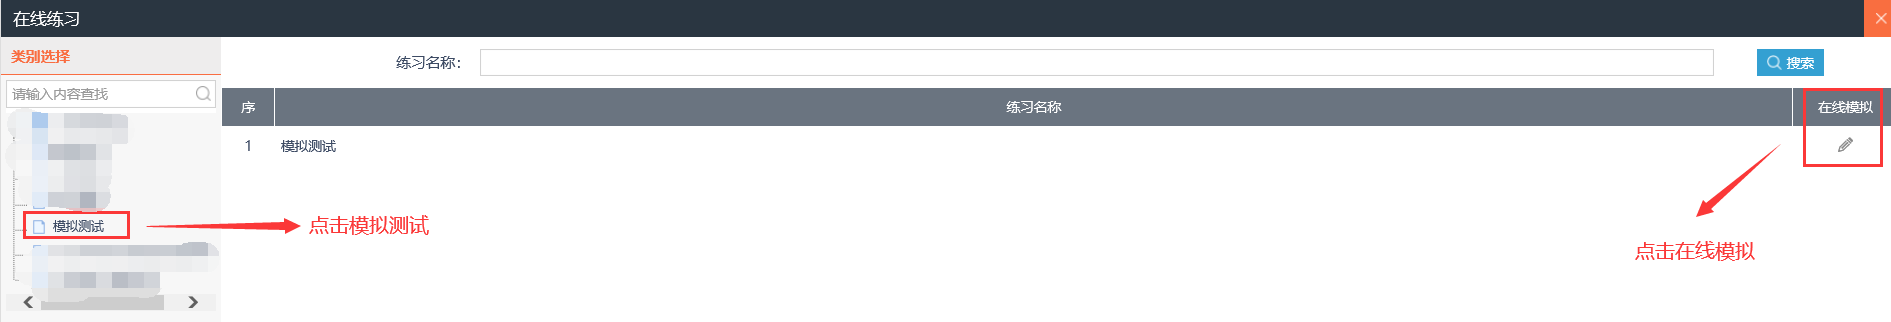 在线练习
类别选择
请输入内容查找
模拟测试
点击模拟测试
练习名称：
搜索
序 练习名称 在线模拟
1 模拟测试
点击在线模拟